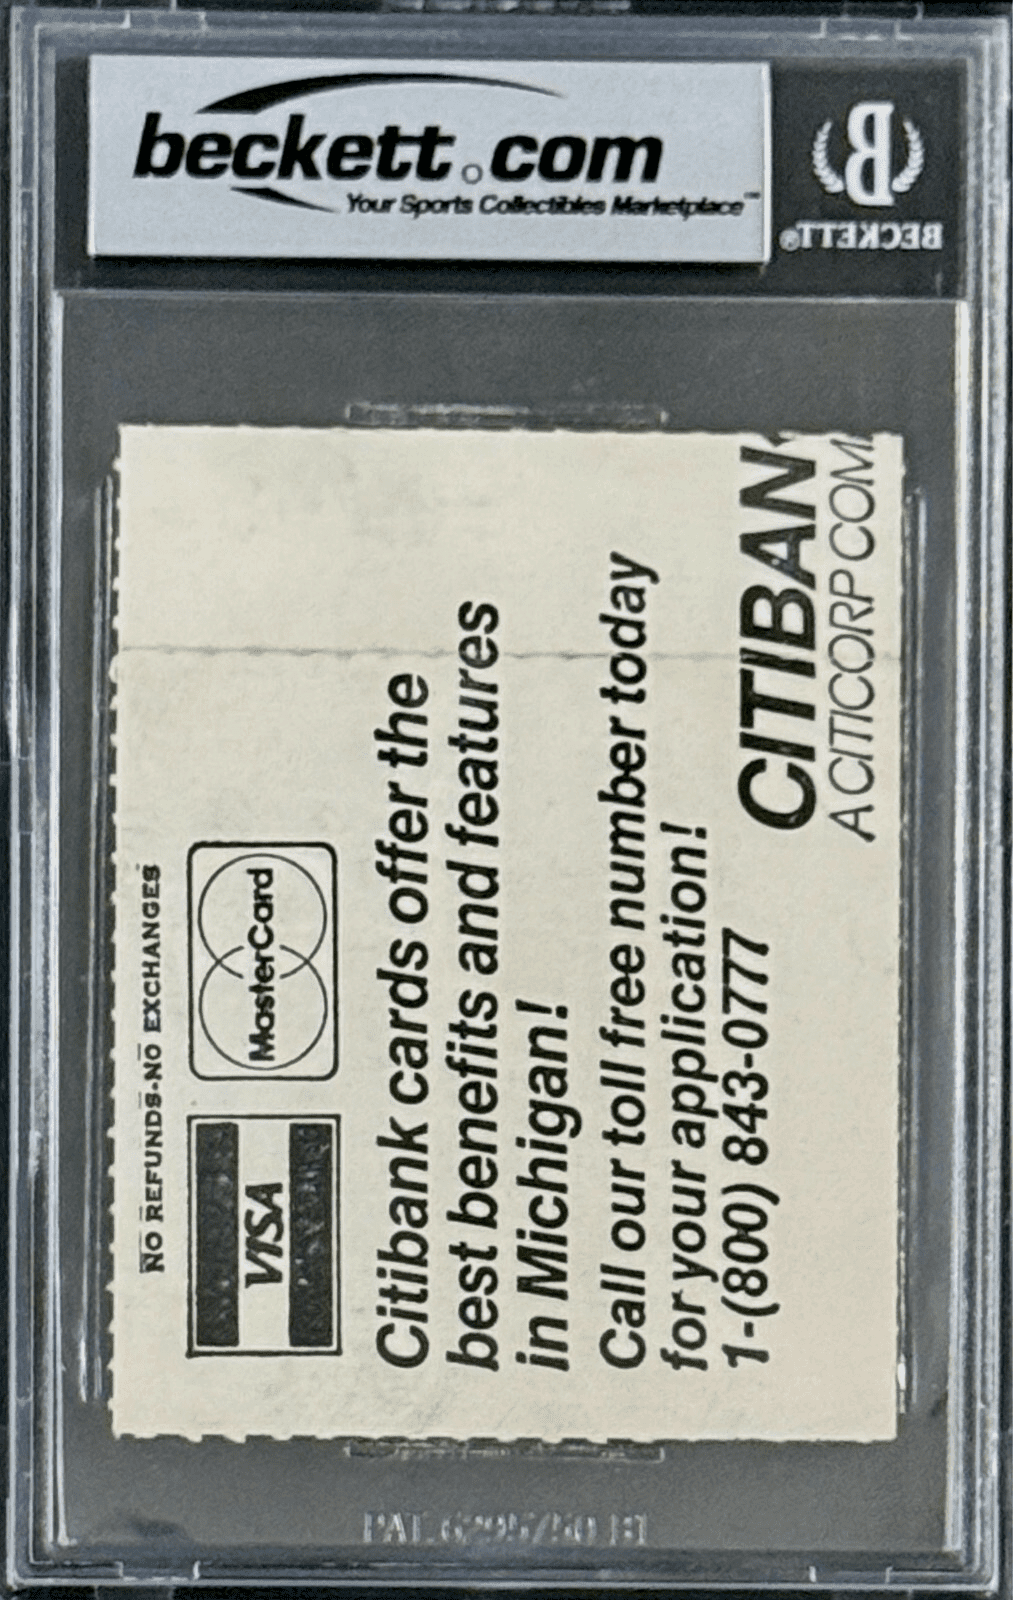 beckett.com
Your Sports Collectibles Marketplace™
B
BECKETT®
NO REFUNDS-NO EXCHANGES
VISA
MasterCard
Citibank cards offer the
best benefits and features
in Michigan!
Call our toll free number today
for your application!
1-(800) 843-0777
CITIBAN
A CITICORP COM